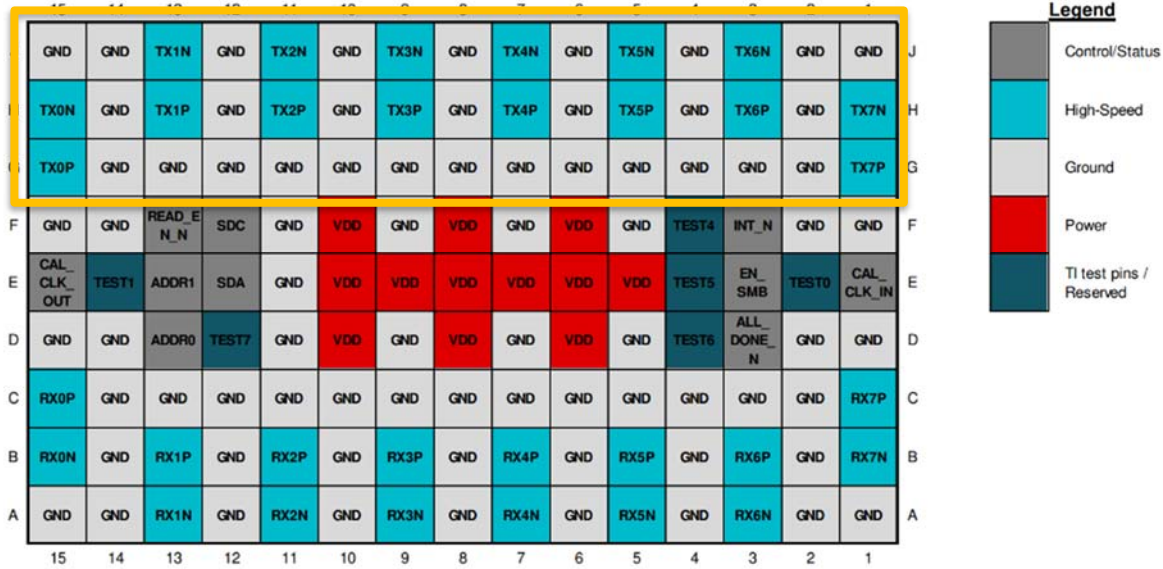 Legend
J
GND GND TX1N GND TX2N GND TX3N GND TX4N GND TX5N GND TX6N GND GND J
TX0N GND TX1P GND TX2P GND TX3P GND TX4P GND TX5P GND TX6P GND TX7N H
TX0P GND GND GND GND GND GND GND GND GND GND GND GND GND TX7P G
F GND GND READ_E
N_N SDC GND VDD GND VDD GND VDD GND TEST4 INT_N GND GND F
E CAL_
CLK_
OUT TEST1 ADDR1 SDA GND VDD VDD VDD VDD VDD VDD TEST5 EN_
SMB TEST0 CAL_
CLK_IN E
D GND GND ADDR0 TEST7 GND VDD GND VDD GND VDD GND TEST6 ALL_
DONE_
N GND GND D
C RX0P GND GND GND GND GND GND GND GND GND GND GND GND GND RX7P C
B RX0N GND RX1P GND RX2P GND RX3P GND RX4P GND RX5P GND RX6P GND RX7N B
A GND GND RX1N GND RX2N GND RX3N GND RX4N GND RX5N GND RX6N GND GND A
15 14 13 12 11 10 9 8 7 6 5 4 3 2 1
Control/Status
High-Speed
Ground
Power
TI test pins /
Reserved